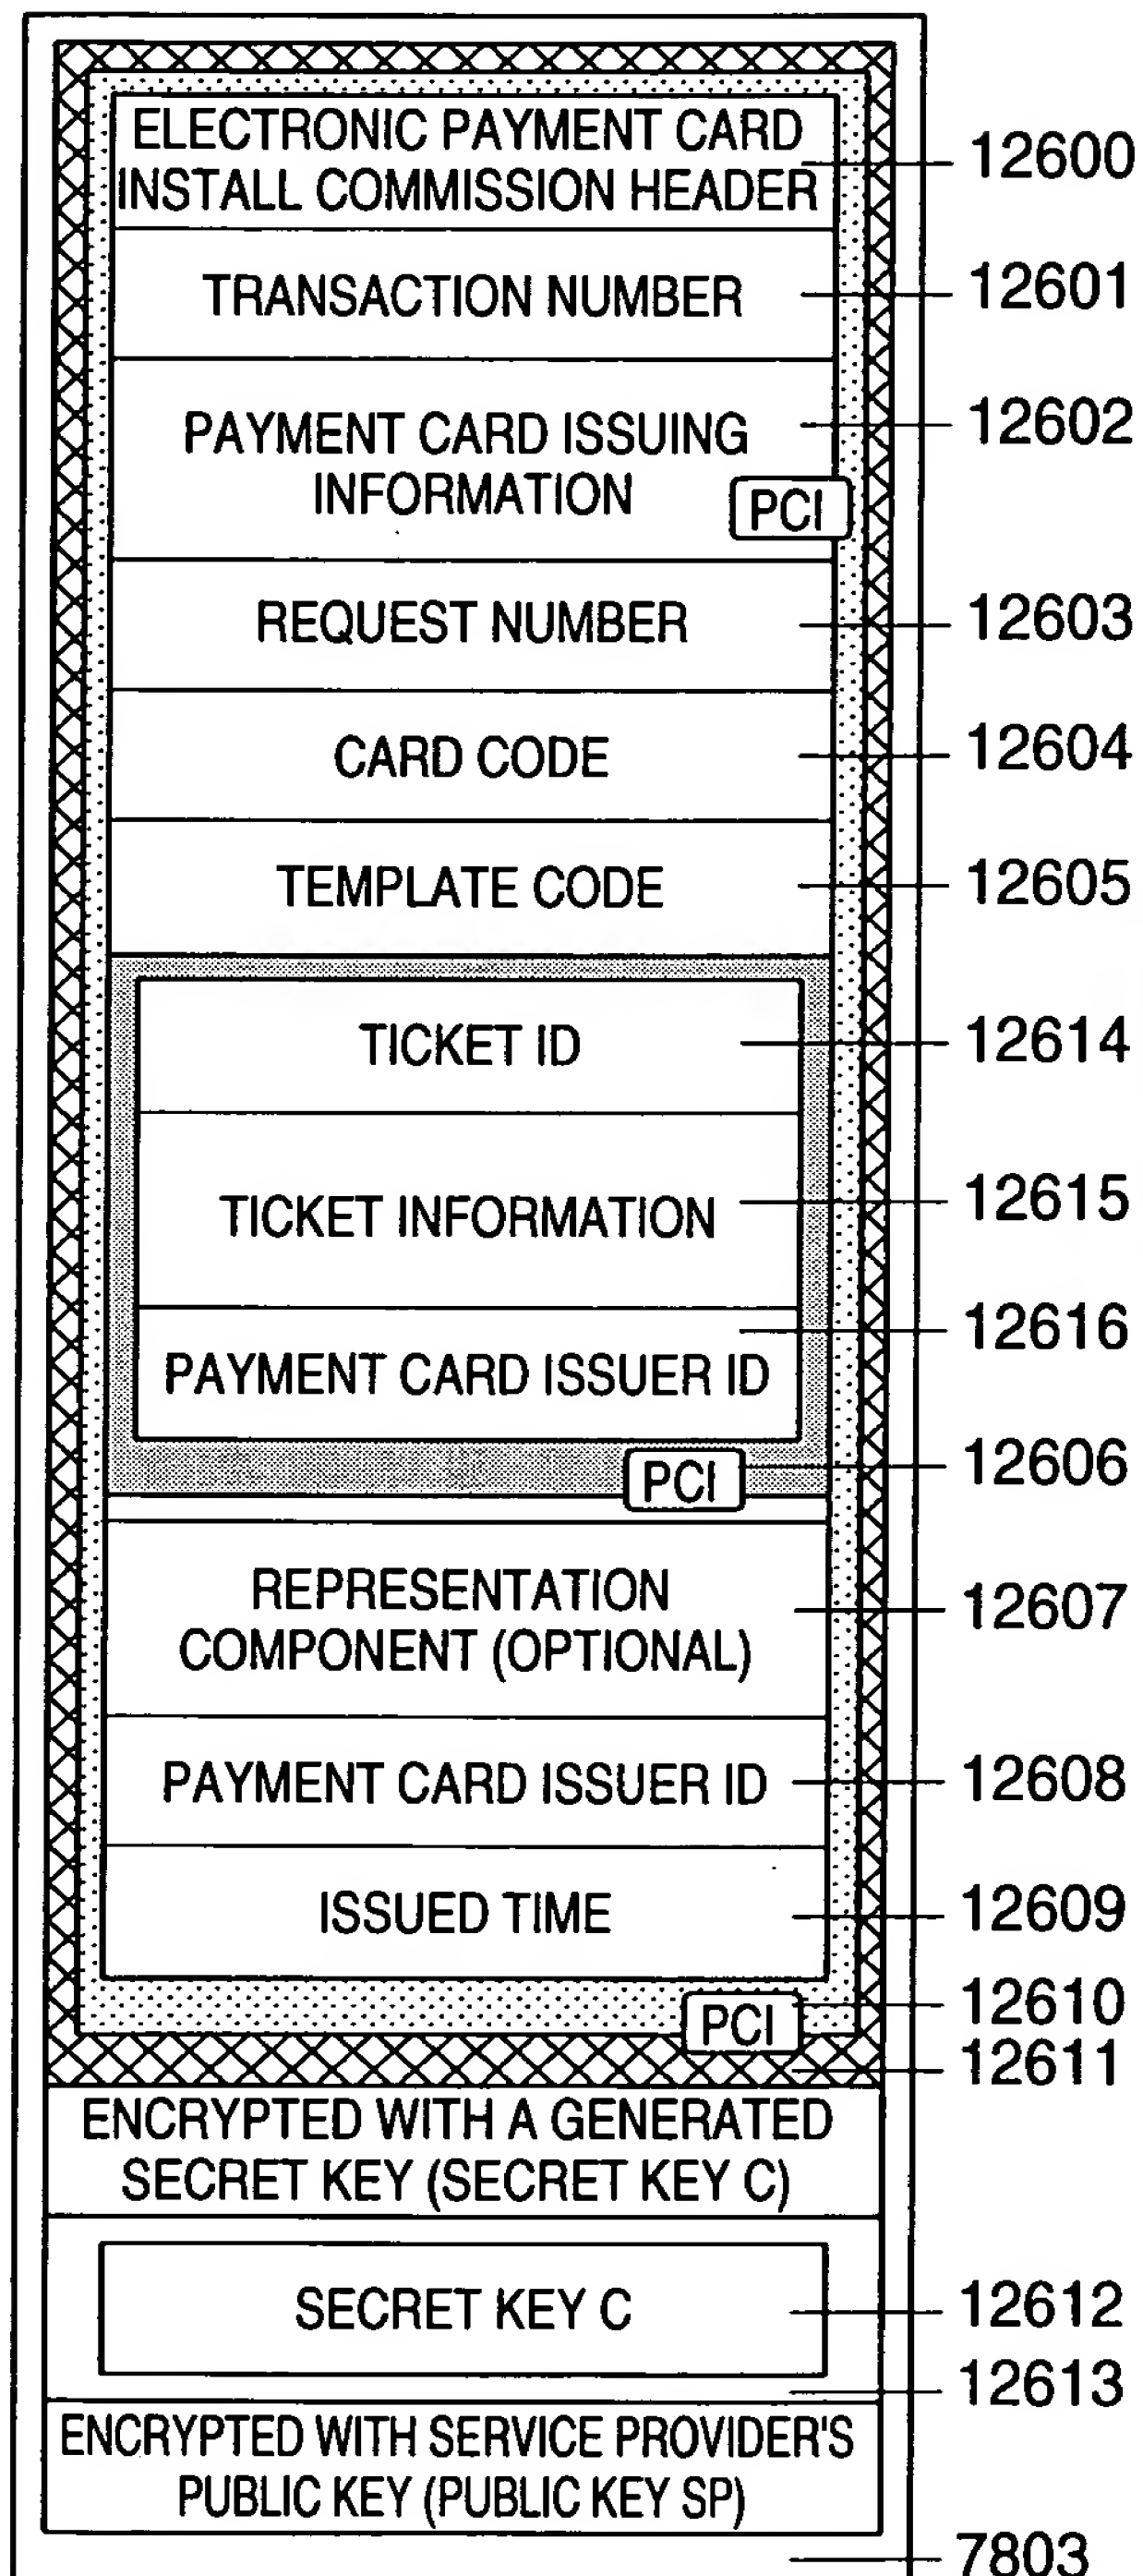 ELECTRONIC PAYMENT CARD
INSTALL COMMISSION HEADER
12600
TRANSACTION NUMBER
12601
PAYMENT CARD ISSUING
INFORMATION
12602
PCI
REQUEST NUMBER
12603
CARD CODE
12604
TEMPLATE CODE
12605
TICKET ID
12614
TICKET INFORMATION
12615
PAYMENT CARD ISSUER ID
12616
PCI
12606
REPRESENTATION
COMPONENT (OPTIONAL)
12607
PAYMENT CARD ISSUER ID
12608
ISSUED TIME
12609
PCI
12610
12611
ENCRYPTED WITH A GENERATED
SECRET KEY (SECRET KEY C)
SECRET KEY C
12612
12613
ENCRYPTED WITH SERVICE PROVIDER'S
PUBLIC KEY (PUBLIC KEY SP)
7803